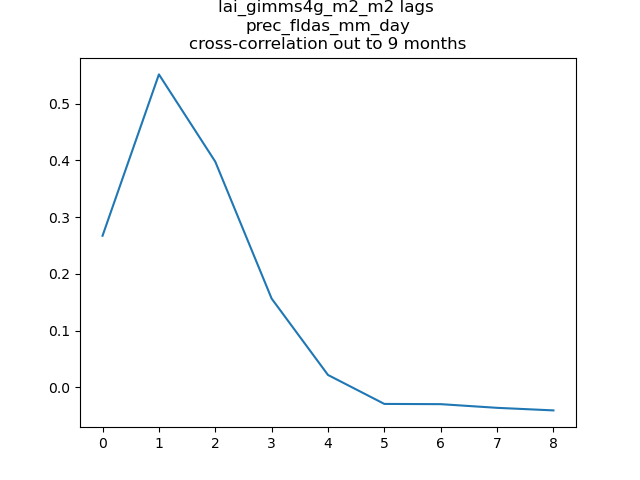 lai_gimms4g_m2_m2 lags
prec_fldas_mm_day
cross-correlation out to 9 months
0.5
0.4
0.3
0.2
0.1
0.0
0 1 2 3 4 5 6 7 8